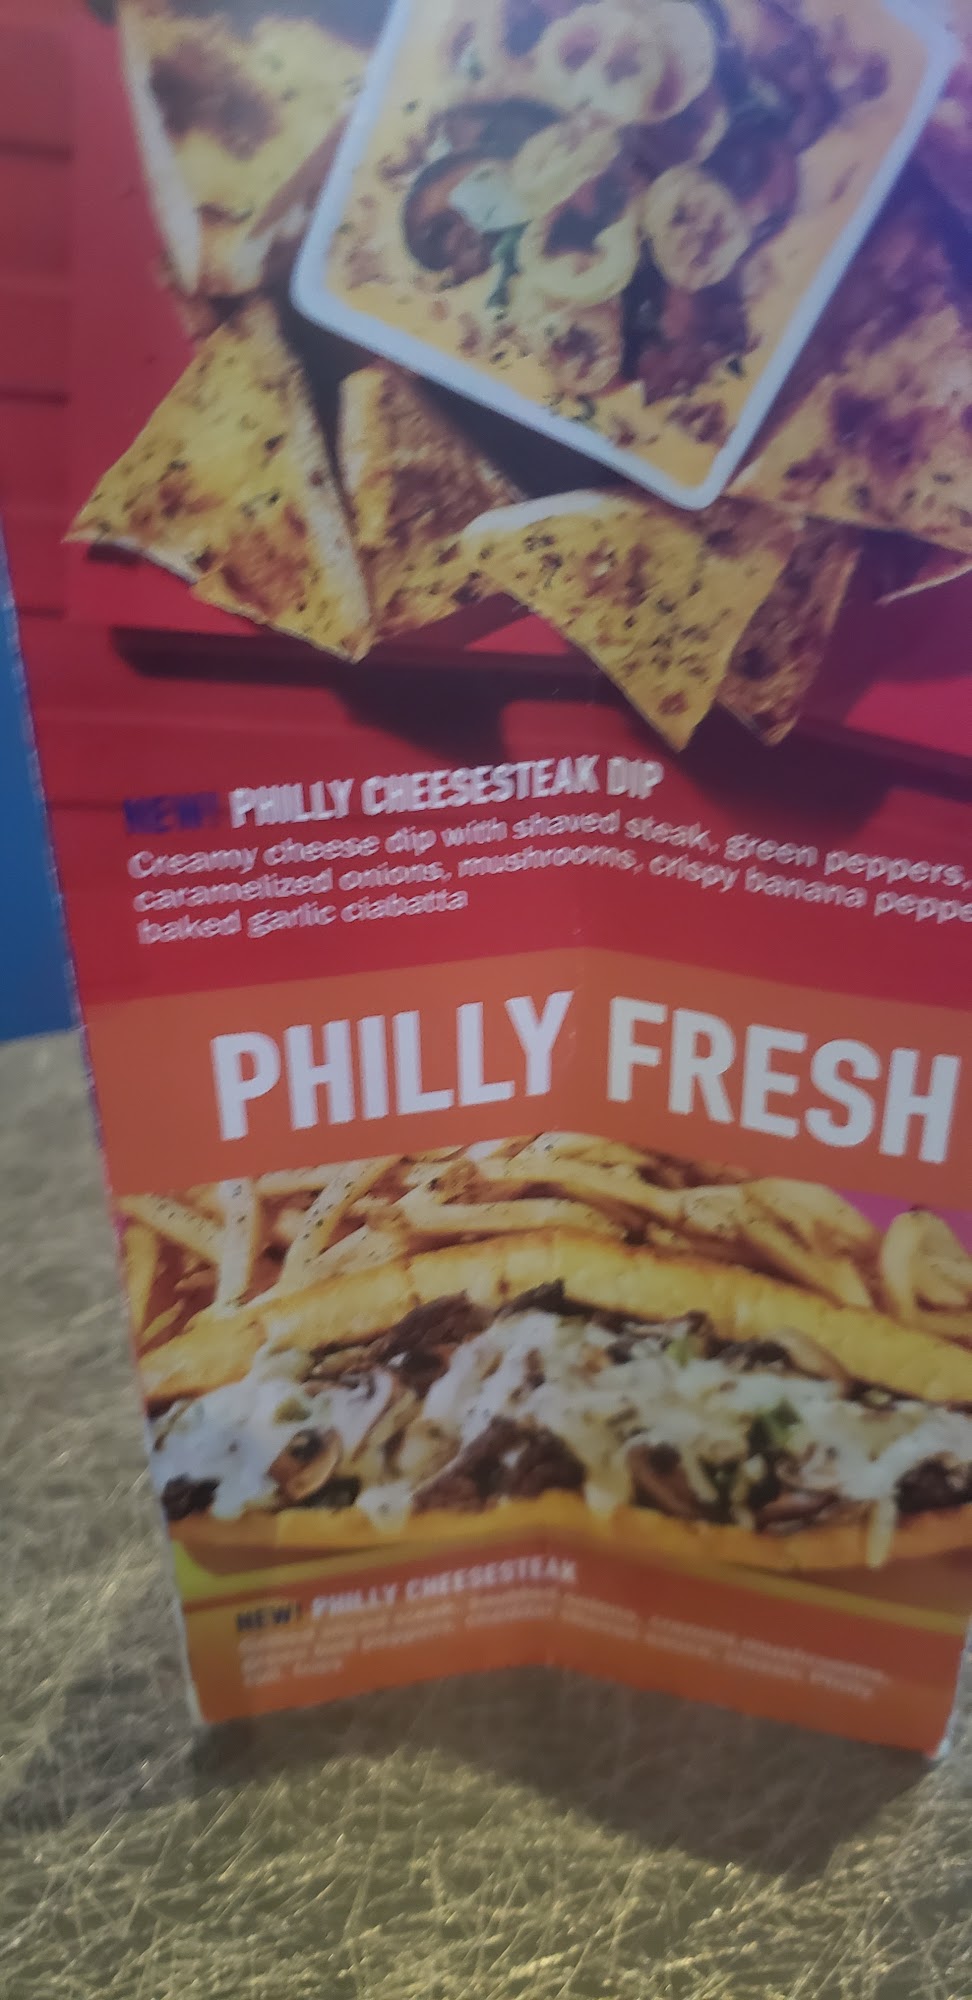 NEW! PHILLY CHEESESTEAK DIP
Creamy cheese dip with shaved steak, green peppers,
caramelized onions, mushrooms, crispy banana peppe
baked garlic ciabatta
PHILLY FRESH
NEW! PHILLY CHEESESTEAK